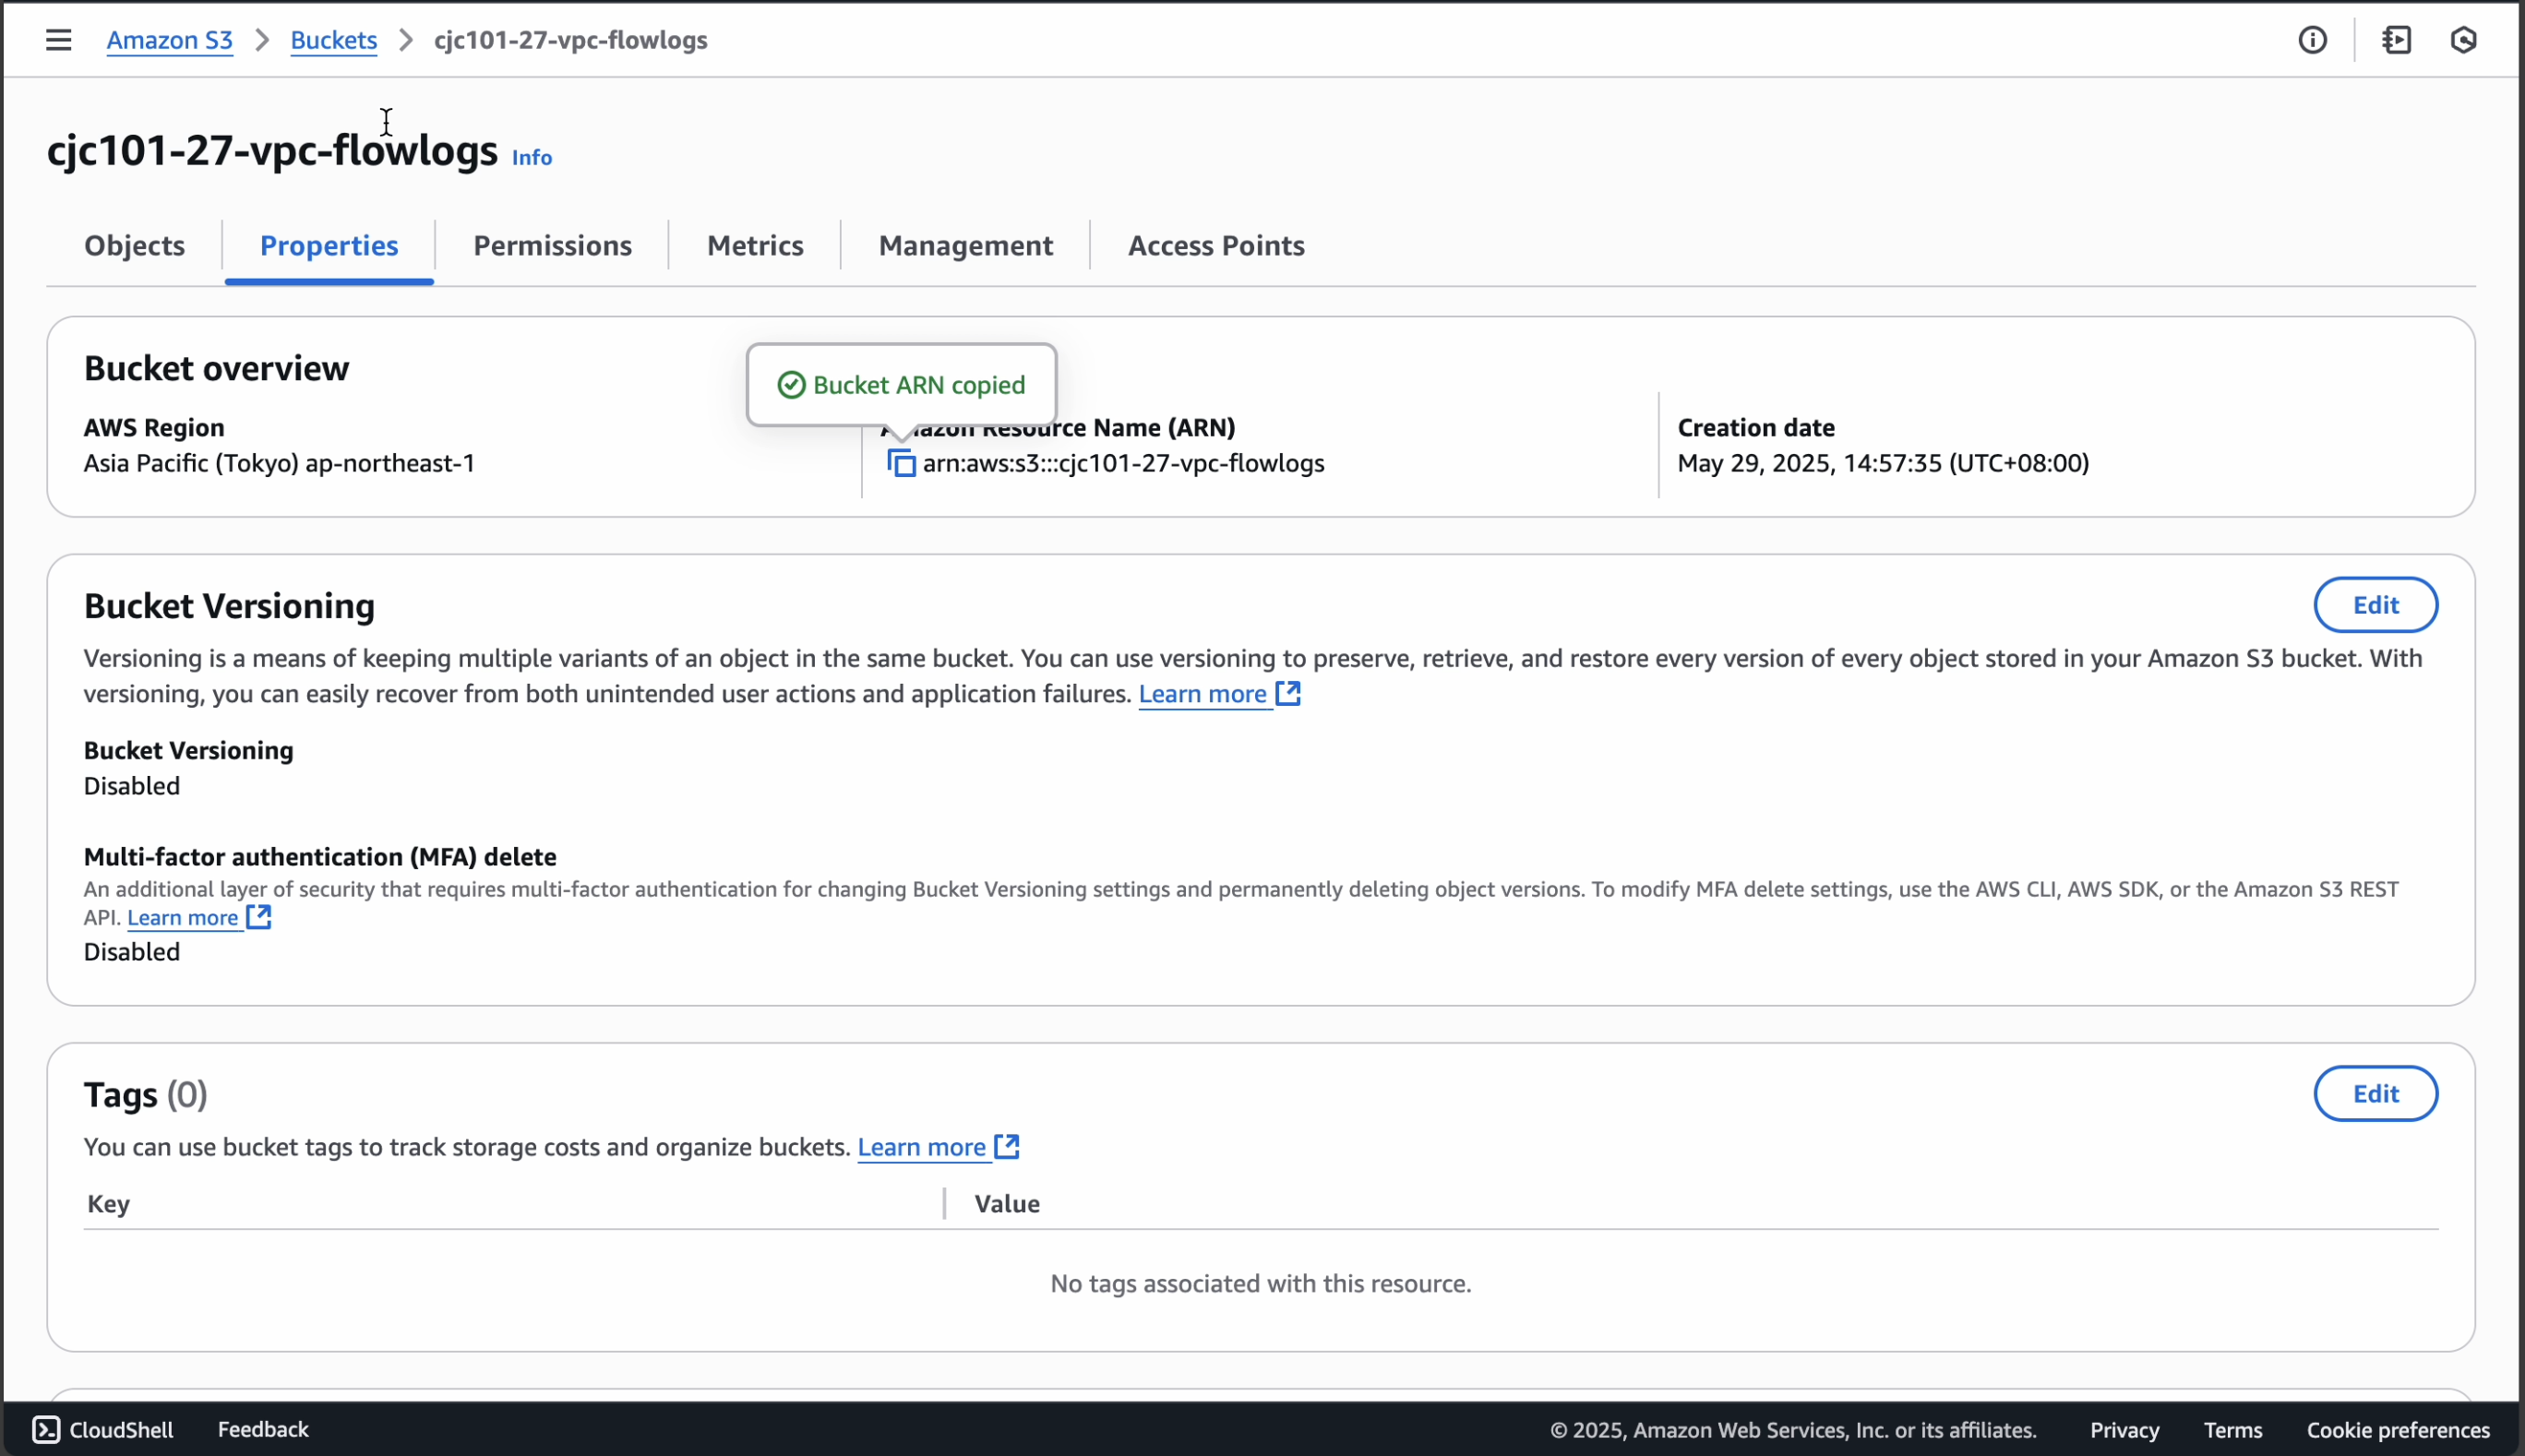 Amazon S3 > Buckets > cjc101-27-vpc-flowlogs
cjc101-27-vpc-flowlogs Info
Objects Properties Permissions Metrics Management Access Points
Bucket overview
Bucket ARN copied
AWS Region
Asia Pacific (Tokyo) ap-northeast-1
Amazon Resource Name (ARN)
arn:aws:s3:::cjc101-27-vpc-flowlogs
Creation date
May 29, 2025, 14:57:35 (UTC+08:00)
Bucket Versioning
Edit
Versioning is a means of keeping multiple variants of an object in the same bucket. You can use versioning to preserve, retrieve, and restore every version of every object stored in your Amazon S3 bucket. With
versioning, you can easily recover from both unintended user actions and application failures. Learn more
Bucket Versioning
Disabled
Multi-factor authentication (MFA) delete
An additional layer of security that requires multi-factor authentication for changing Bucket Versioning settings and permanently deleting object versions. To modify MFA delete settings, use the AWS CLI, AWS SDK, or the Amazon S3 REST
API. Learn more
Disabled
Tags (0)
Edit
You can use bucket tags to track storage costs and organize buckets. Learn more
Key Value
No tags associated with this resource.
CloudShell Feedback © 2025, Amazon Web Services, Inc. or its affiliates. Privacy Terms Cookie preferences